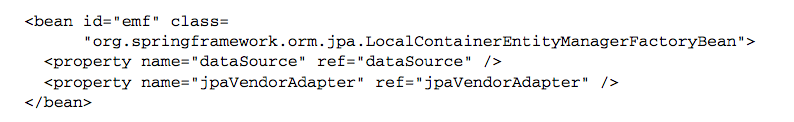 <bean id="emf" class=
"org.springframework.orm.jpa.LocalContainerEntityManagerFactoryBean">
<property name="dataSource" ref="dataSource" />
<property name="jpaVendorAdapter" ref="jpaVendorAdapter" />
</bean>